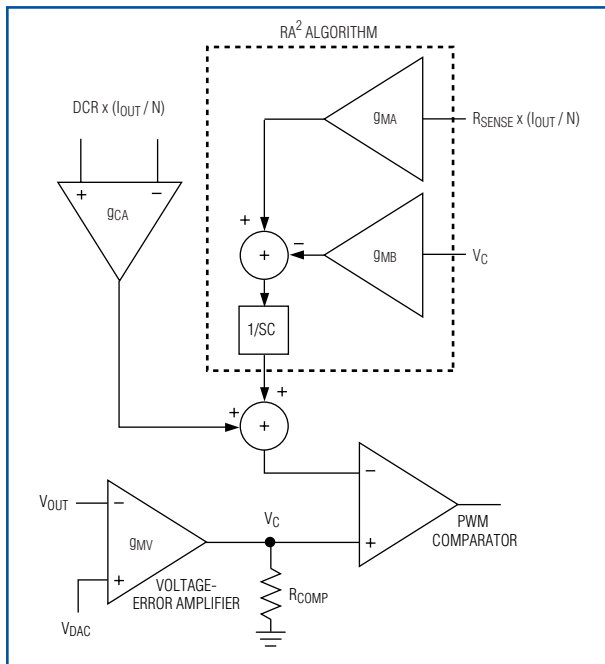 RA² ALGORITHM
DCR x (IOUT / N)
gMA
RSENSE x (IOUT / N)
+ −
gCA
+
−
+
gMB
VC
1/SC
+
+
+
−
VOUT
−
gMV
VC
+
PWM
COMPARATOR
+
VOLTAGE-
ERROR AMPLIFIER
RCOMP
VDAC